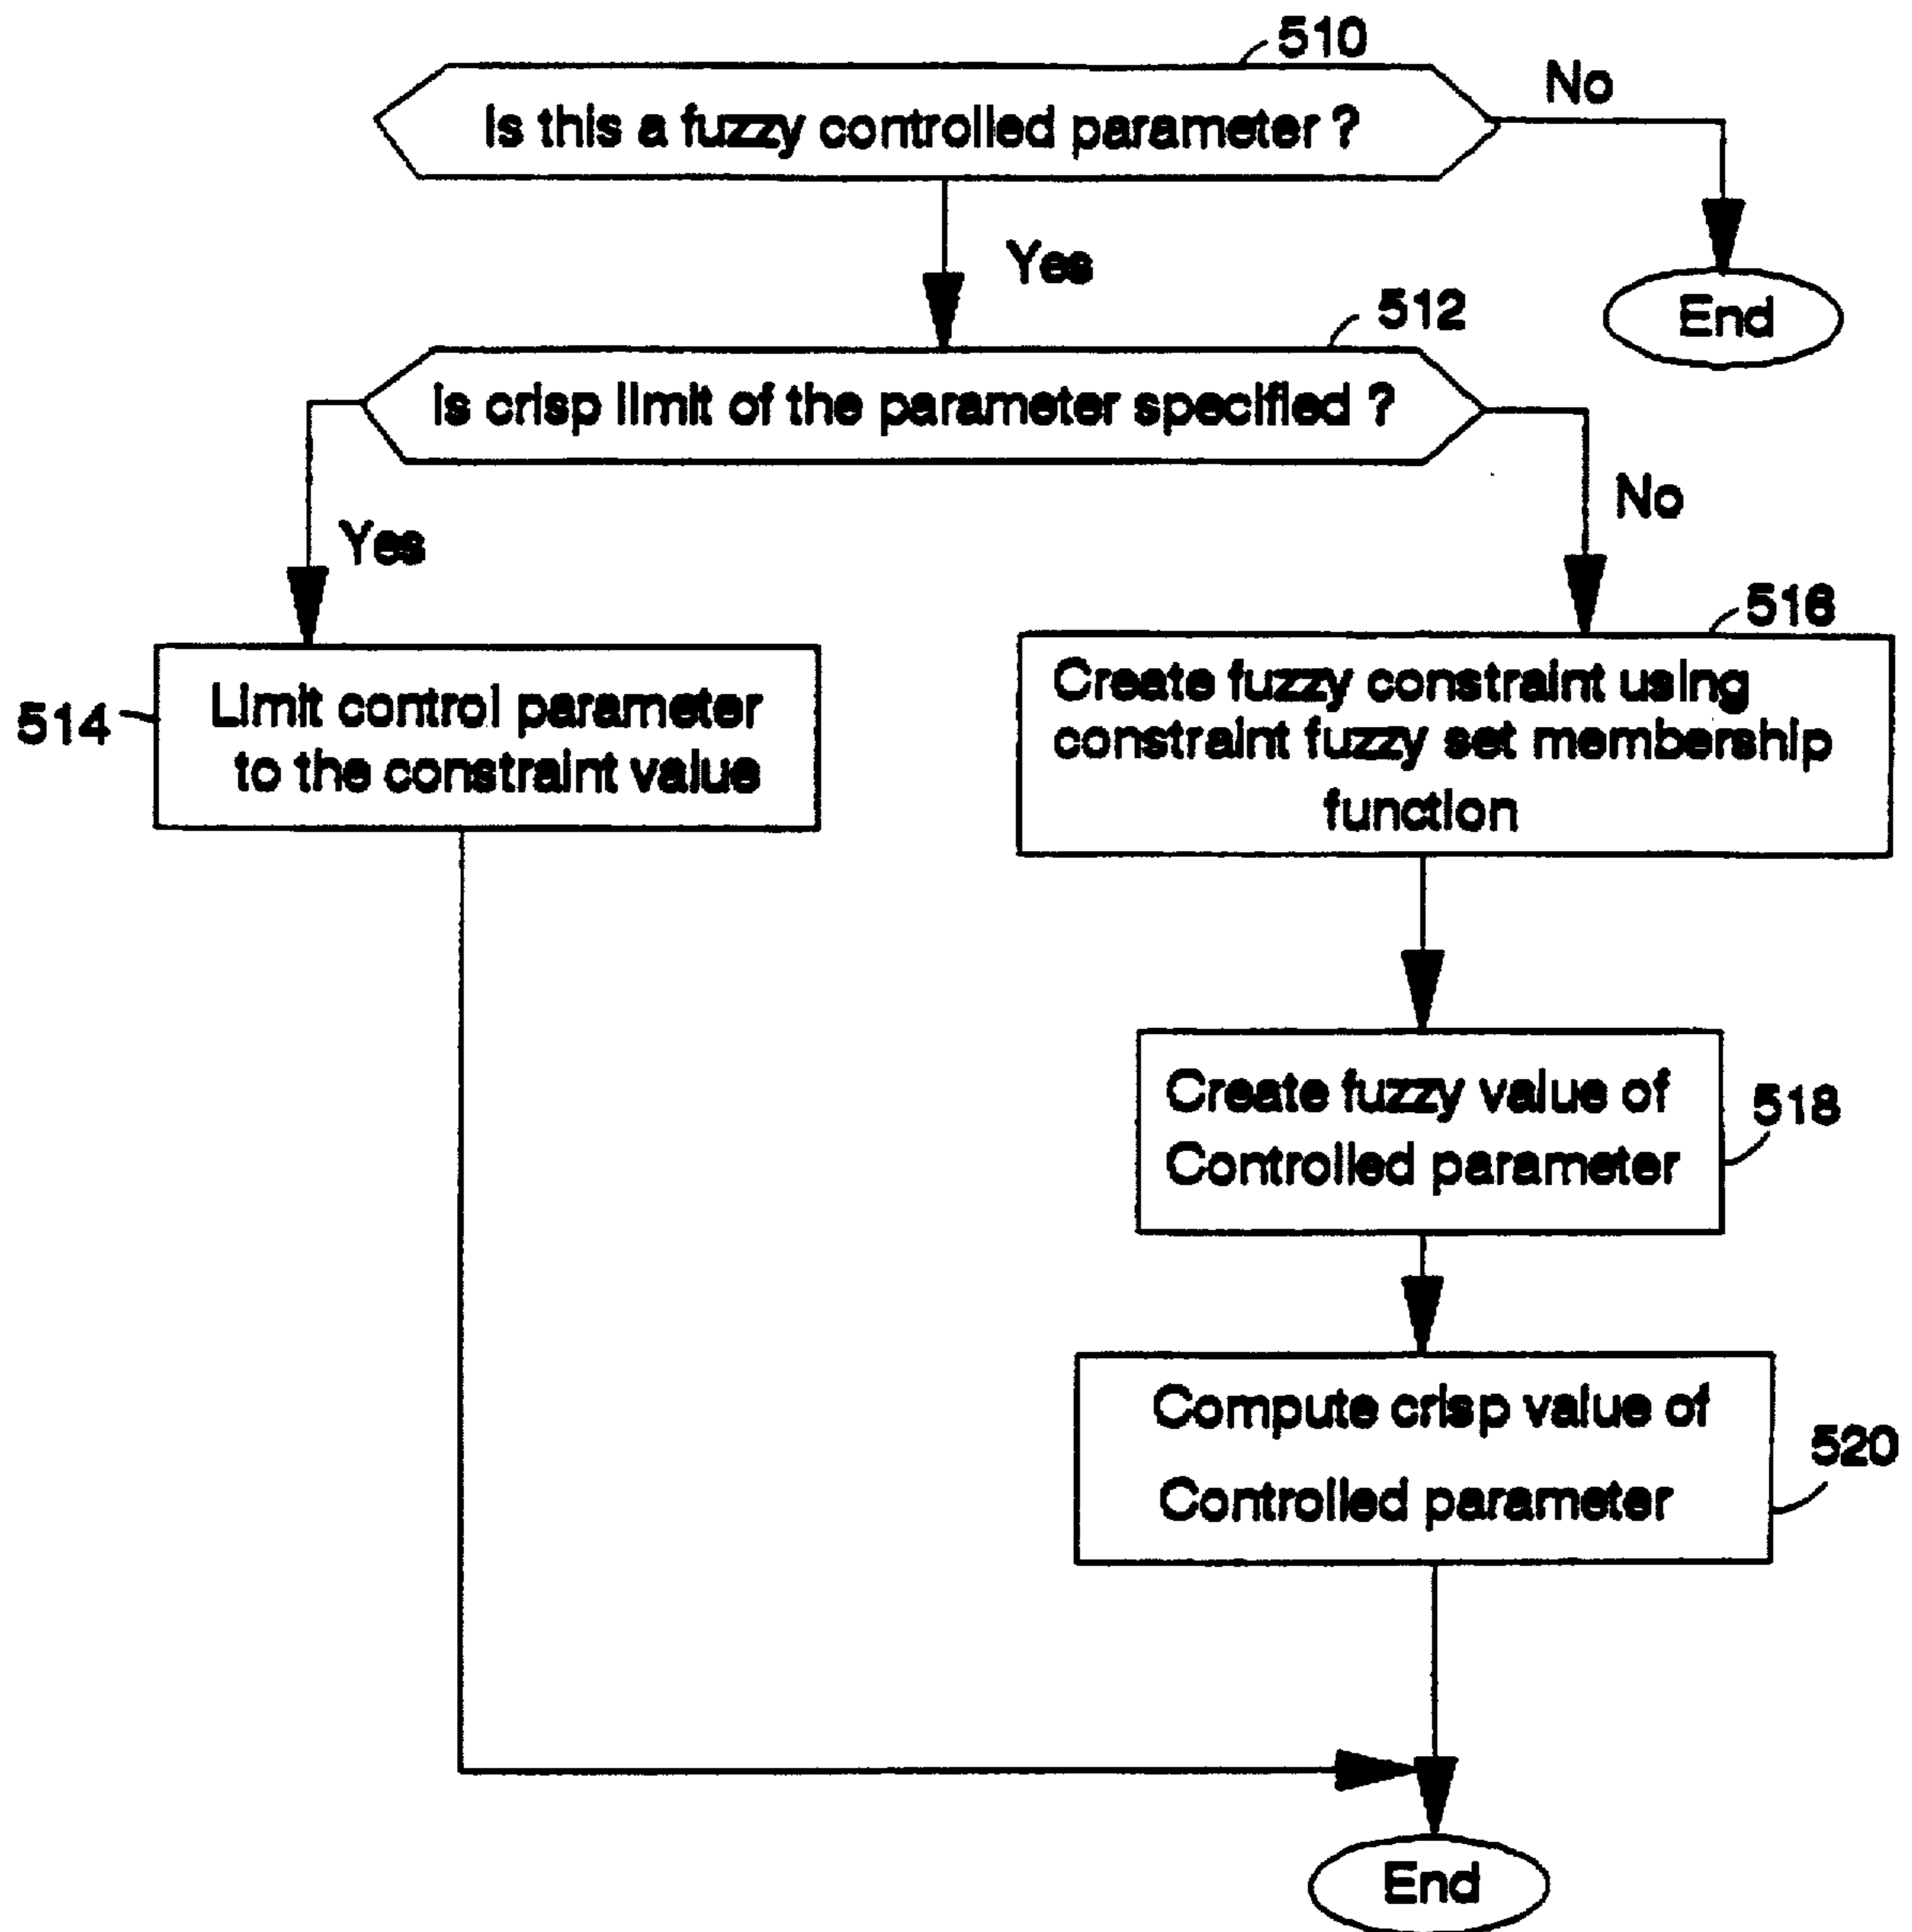 510
Is this a fuzzy controlled parameter ?
No
Yes
End
512
is crisp limit of the parameter specified ?
Yes
No
514
Limit control parameter
to the constraint value
516
Create fuzzy constraint using
constraint fuzzy set membership
function
Create fuzzy value of
Controlled parameter
518
Compute crisp value of
Controlled parameter
520
End